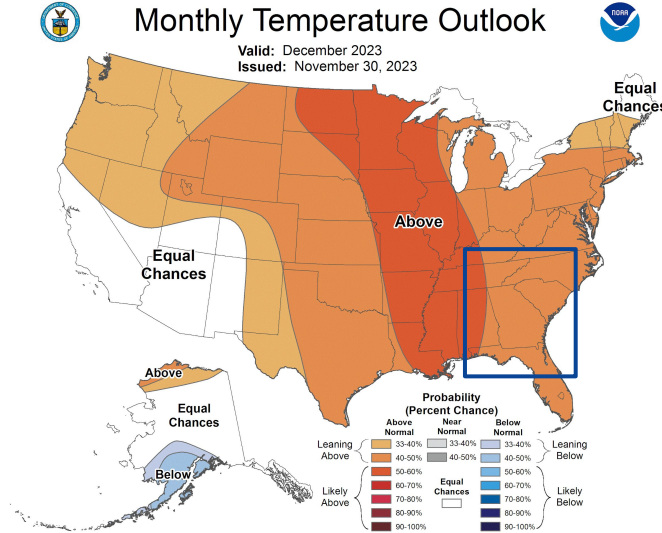 Monthly Temperature Outlook
NOAA
Valid: December 2023
Issued: November 30, 2023
Equal
Chances
Above
Equal
Chances
Above
Equal
Chances
Below
Probability
(Percent Chance)
Above
Normal
Near
Normal
Below
Normal
Leaning
Above
33-40%
40-50%
50-60%
60-70%
70-80%
80-90%
90-100%
Likely
Above
33-40%
40-50%
Equal
Chances
33-40%
40-50%
50-60%
60-70%
70-80%
80-90%
90-100%
Leaning
Below
Likely
Below